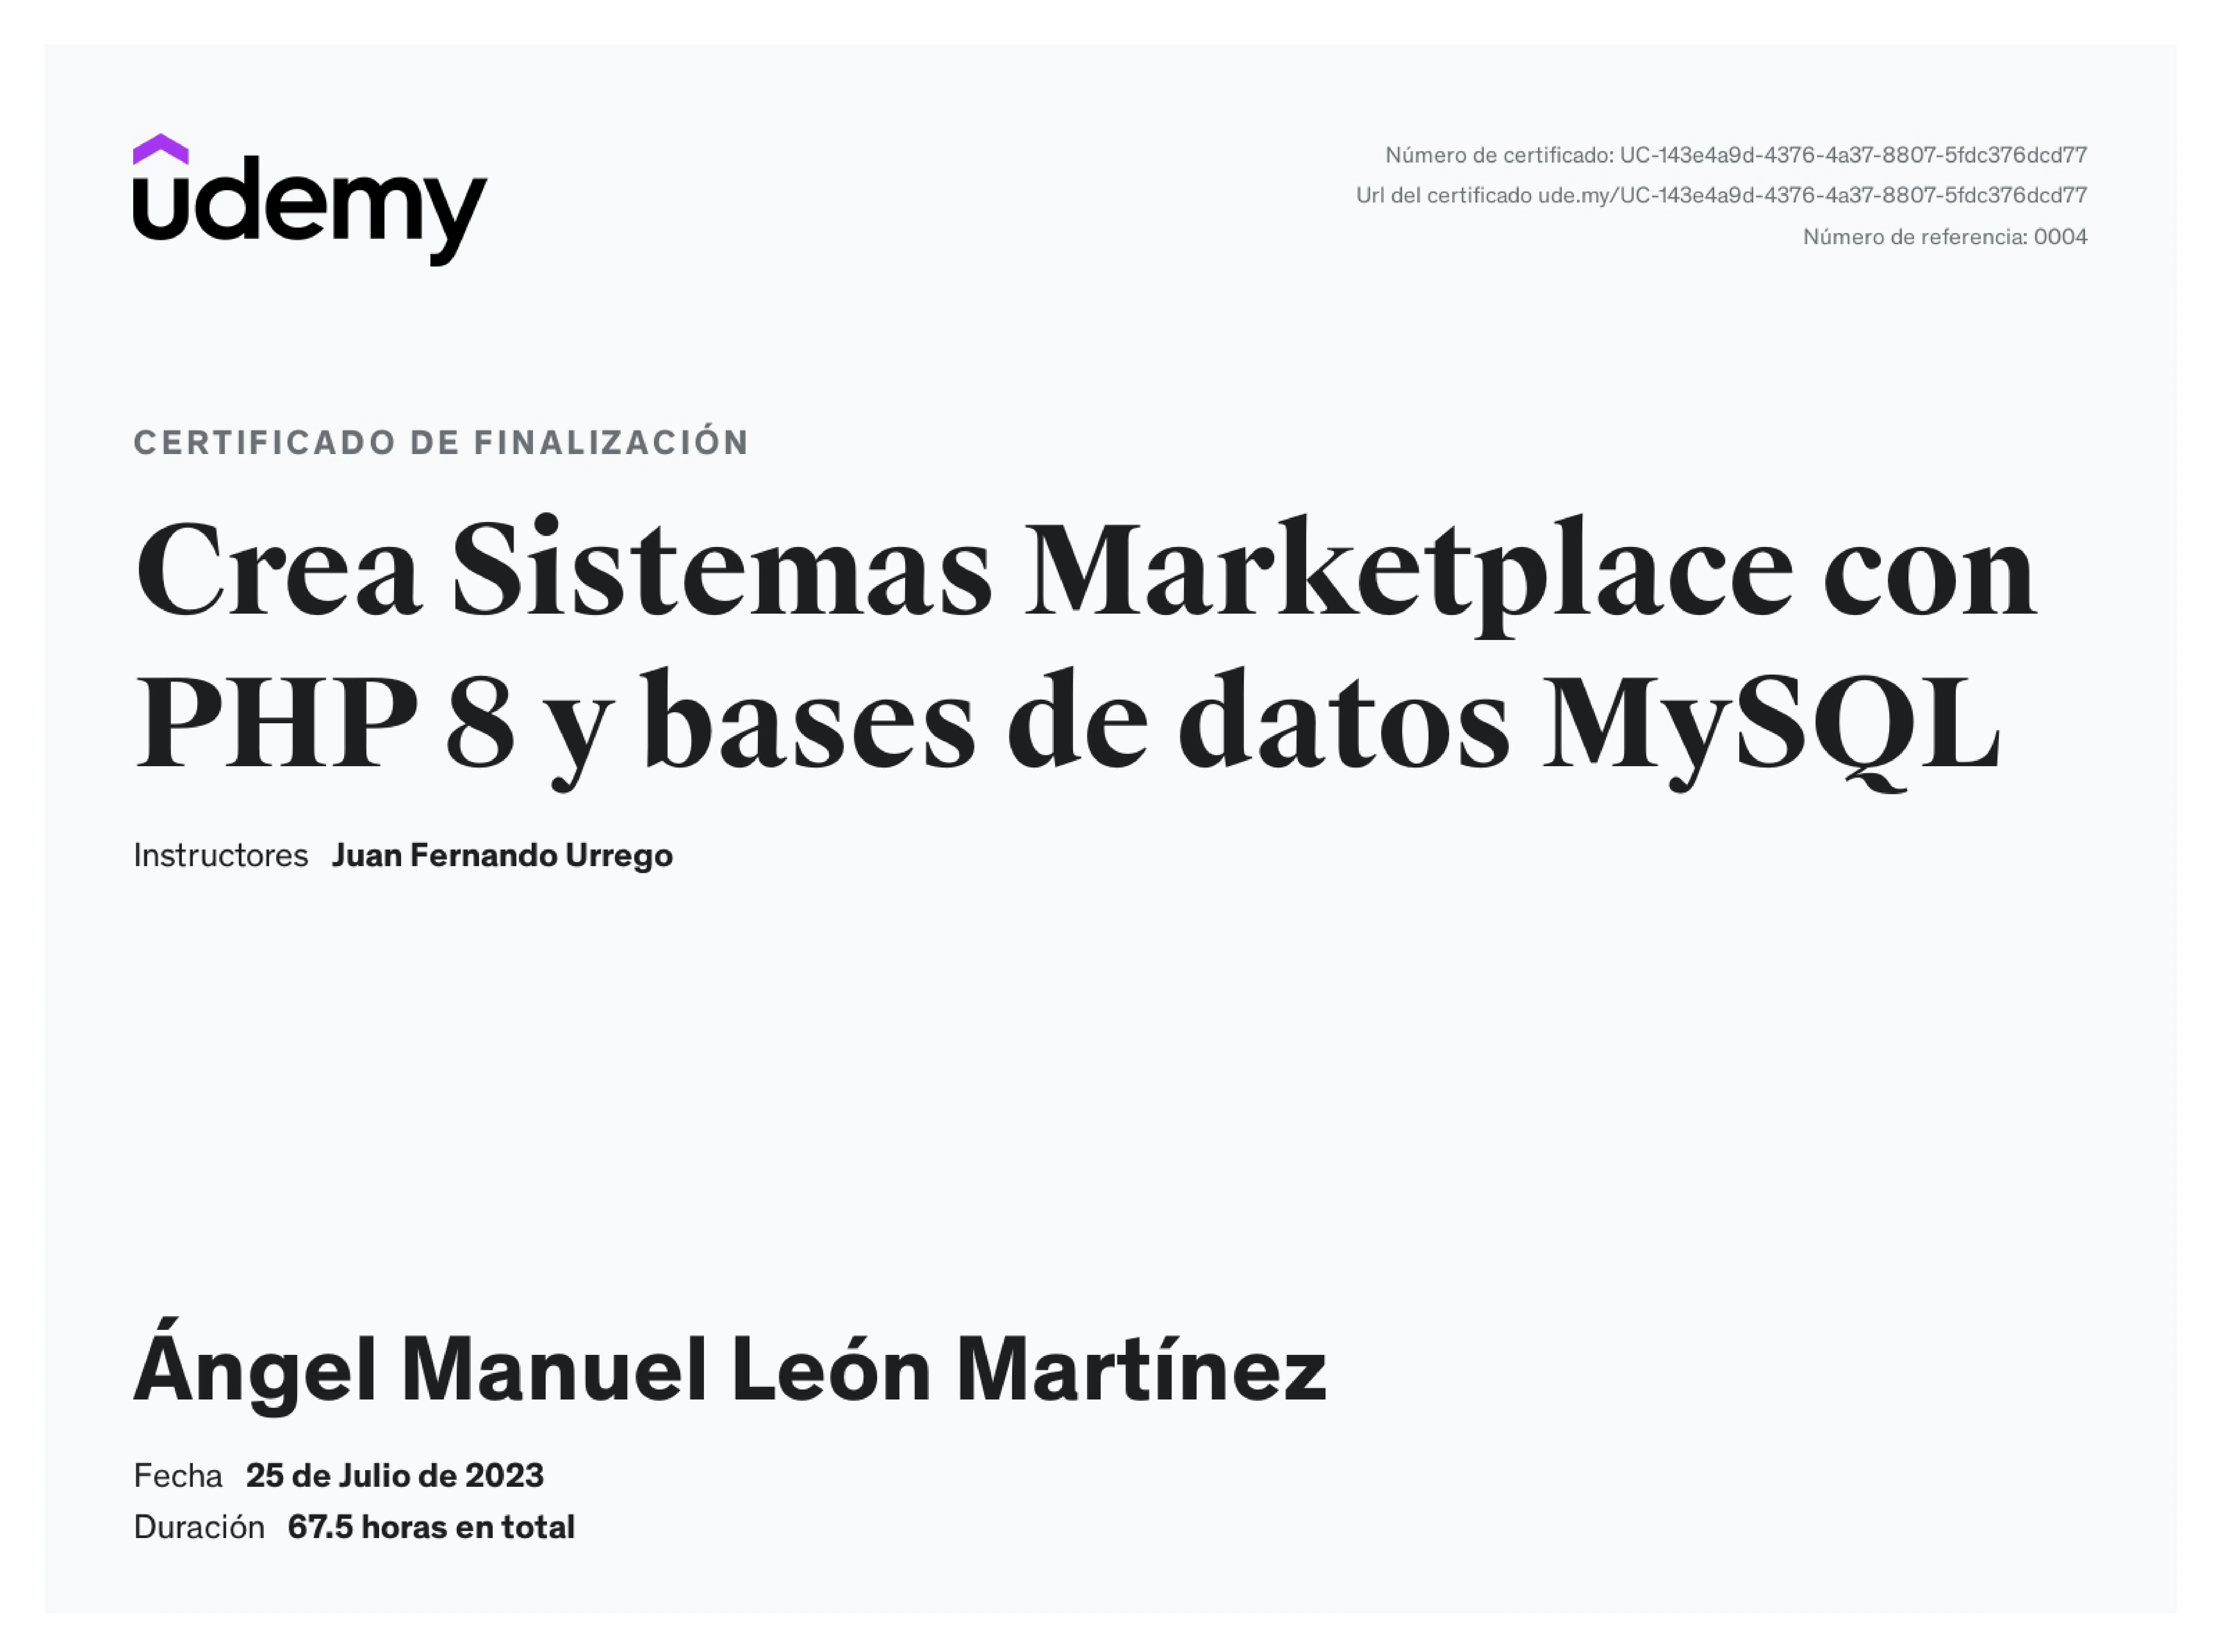 udemy
Número de certificado: UC-143e4a9d-4376-4a37-8807-5fdc376dcd77
Url del certificado ude.my/UC-143e4a9d-4376-4a37-8807-5fdc376dcd77
Número de referencia: 0004
CERTIFICADO DE FINALIZACIÓN
Crea Sistemas Marketplace con
PHP 8 y bases de datos MySQL
Instructores Juan Fernando Urrego
Ángel Manuel León Martínez
Fecha 25 de Julio de 2023
Duración 67.5 horas en total